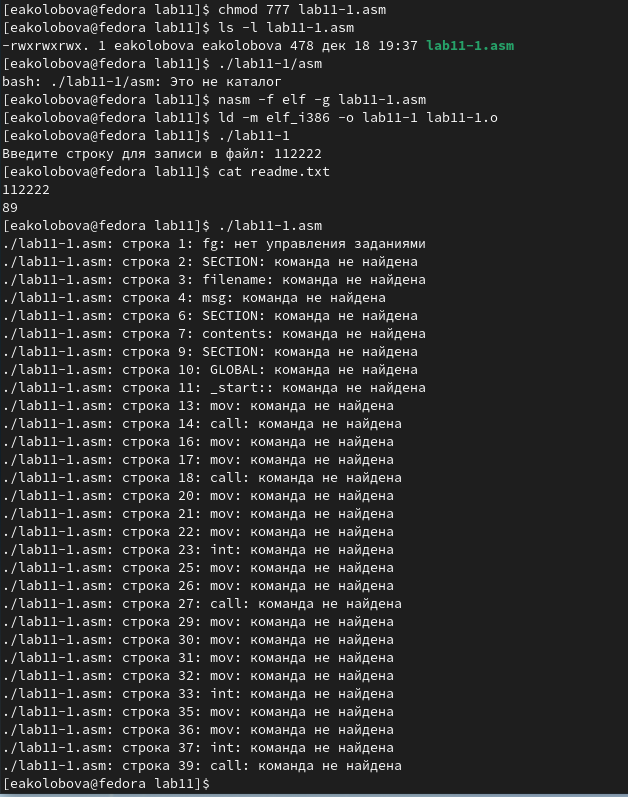 [eakolobova@fedora lab11]$ chmod 777 lab11-1.asm
[eakolobova@fedora lab11]$ ls -l lab11-1.asm
-rwxrwxrwx. 1 eakolobova eakolobova 478 дек 18 19:37 lab11-1.asm
[eakolobova@fedora lab11]$ ./lab11-1/asm
bash: ./lab11-1/asm: Это не каталог
[eakolobova@fedora lab11]$ nasm -f elf -g lab11-1.asm
[eakolobova@fedora lab11]$ ld -m elf_i386 -o lab11-1 lab11-1.o
[eakolobova@fedora lab11]$ ./lab11-1
Введите строку для записи в файл: 112222
[eakolobova@fedora lab11]$ cat readme.txt
112222
89
[eakolobova@fedora lab11]$ ./lab11-1.asm
./lab11-1.asm: строка 1: fg: нет управления заданиями
./lab11-1.asm: строка 2: SECTION: команда не найдена
./lab11-1.asm: строка 3: filename: команда не найдена
./lab11-1.asm: строка 4: msg: команда не найдена
./lab11-1.asm: строка 6: SECTION: команда не найдена
./lab11-1.asm: строка 7: contents: команда не найдена
./lab11-1.asm: строка 9: SECTION: команда не найдена
./lab11-1.asm: строка 10: GLOBAL: команда не найдена
./lab11-1.asm: строка 11: _start:: команда не найдена
./lab11-1.asm: строка 13: mov: команда не найдена
./lab11-1.asm: строка 14: call: команда не найдена
./lab11-1.asm: строка 16: mov: команда не найдена
./lab11-1.asm: строка 17: mov: команда не найдена
./lab11-1.asm: строка 18: call: команда не найдена
./lab11-1.asm: строка 20: mov: команда не найдена
./lab11-1.asm: строка 21: mov: команда не найдена
./lab11-1.asm: строка 22: mov: команда не найдена
./lab11-1.asm: строка 23: int: команда не найдена
./lab11-1.asm: строка 25: mov: команда не найдена
./lab11-1.asm: строка 26: mov: команда не найдена
./lab11-1.asm: строка 27: call: команда не найдена
./lab11-1.asm: строка 29: mov: команда не найдена
./lab11-1.asm: строка 30: mov: команда не найдена
./lab11-1.asm: строка 31: mov: команда не найдена
./lab11-1.asm: строка 32: mov: команда не найдена
./lab11-1.asm: строка 33: int: команда не найдена
./lab11-1.asm: строка 35: mov: команда не найдена
./lab11-1.asm: строка 36: mov: команда не найдена
./lab11-1.asm: строка 37: int: команда не найдена
./lab11-1.asm: строка 39: call: команда не найдена
[eakolobova@fedora lab11]$